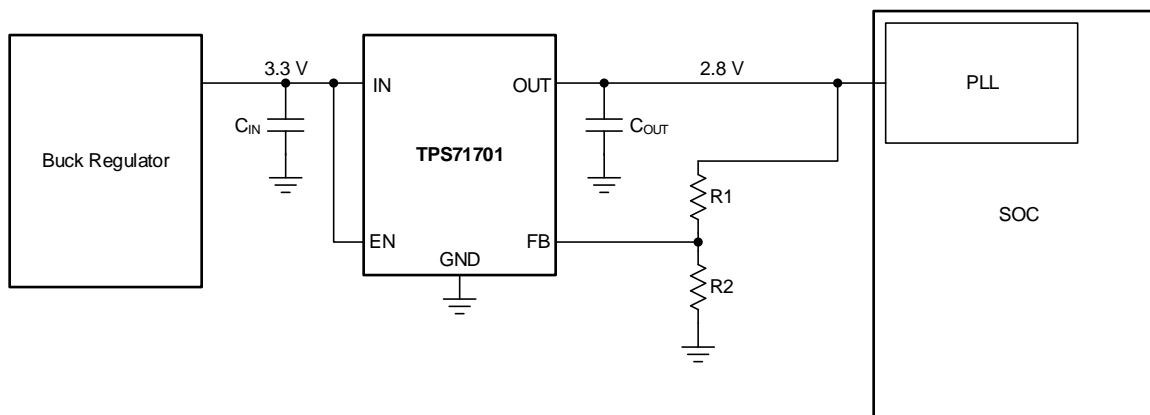 Buck Regulator
3.3 V
CIN
IN
OUT
TPS71701
EN
FB
GND
2.8 V
COUT
R1
R2
PLL
SOC